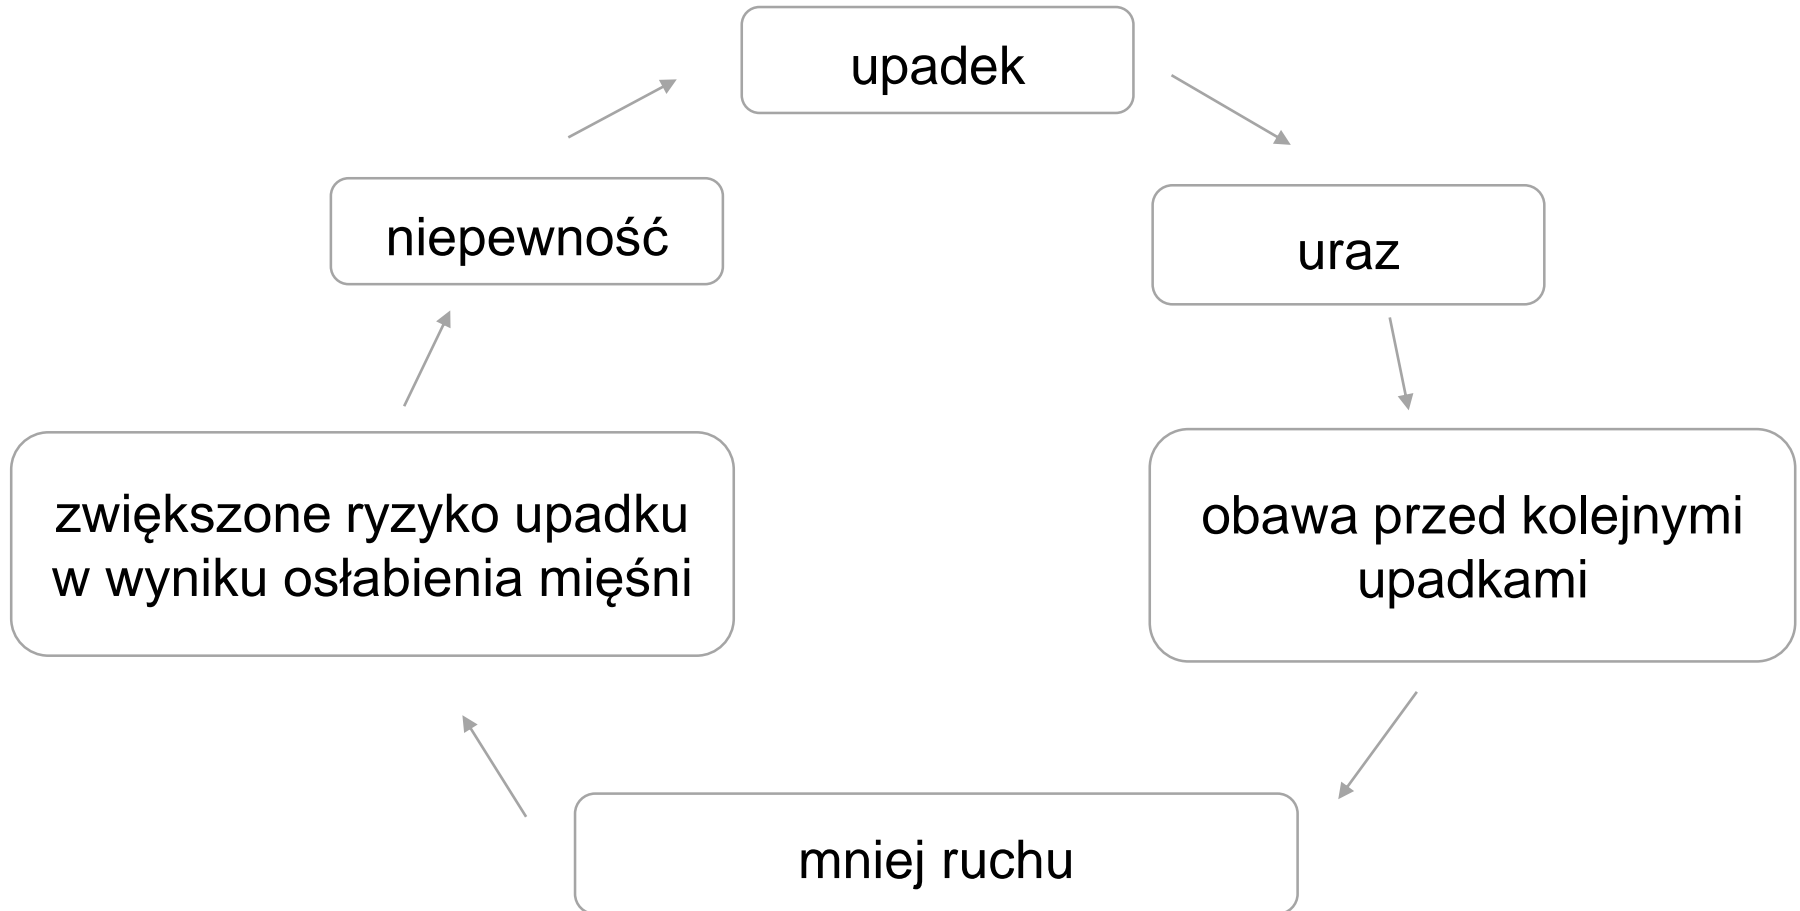 upadek
niepewność
uraz
zwiększone ryzyko upadku
w wyniku osłabienia mięśni
obawa przed kolejnymi
upadkami
mniej ruchu